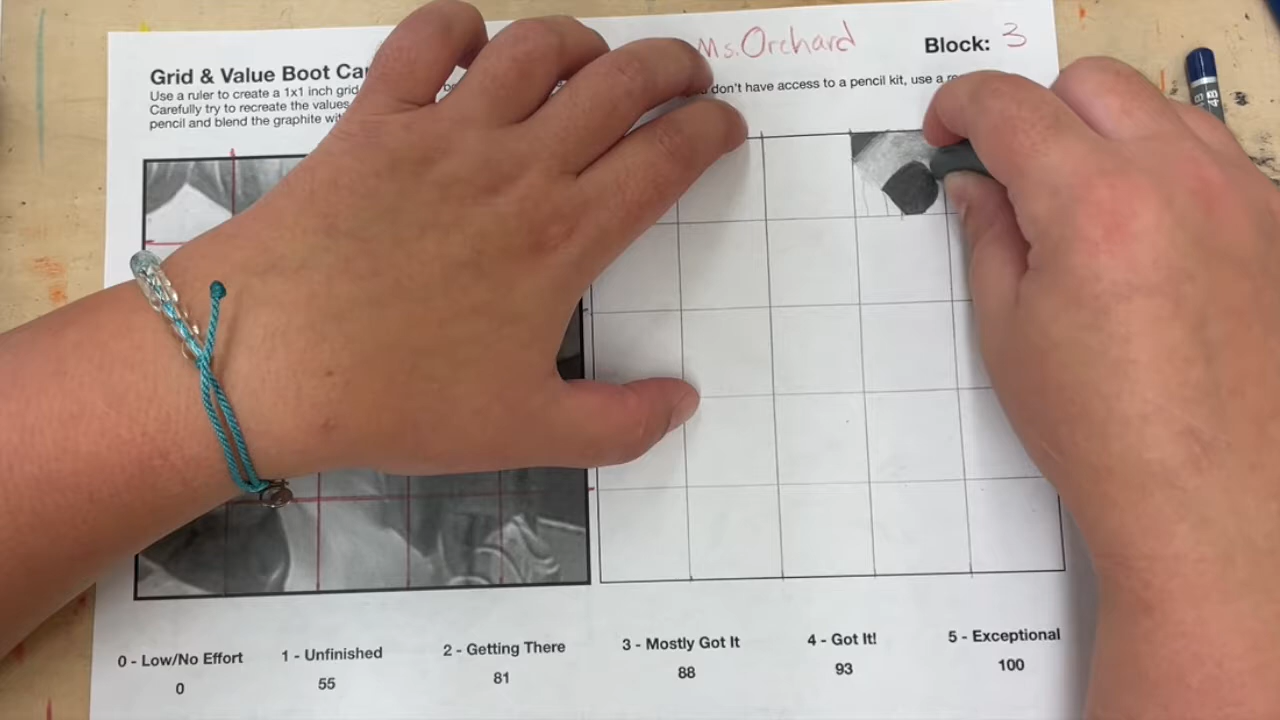 Ms. Orchard
Block: 3
Grid & Value Boot
Use a ruler to create a 1x1 inch grid don't have access to a pencil kit, use a
Carefully try to recreate the values
pencil and blend the graphite
4B
0 - Low/No Effort 1 - Unfinished 2 - Getting There 3 - Mostly Got It 4 - Got It! 5 - Exceptional
0 55 81 88 93 100